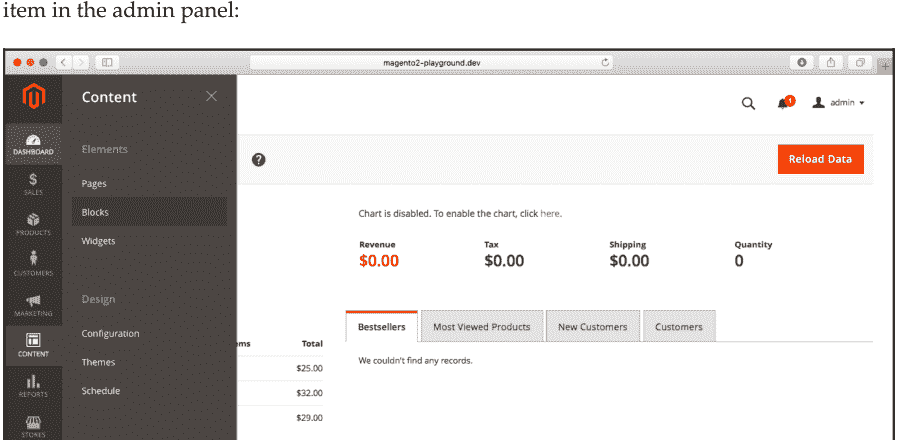 item in the admin panel:
magento2-playground.dev
Content
Elements
Pages
Blocks
Widgets
Design
Configuration
Themes
Schedule
DASHBOARD
SALES
PRODUCTS
CUSTOMERS
MARKETING
CONTENT
REPORTS
STORES
1
admin
?
Reload Data
Chart is disabled. To enable the chart, click here.
Revenue Tax Shipping Quantity
$0.00 $0.00 $0.00 0
Bestsellers Most Viewed Products New Customers Customers
We couldn't find any records.
ems Total
$25.00
$32.00
$29.00